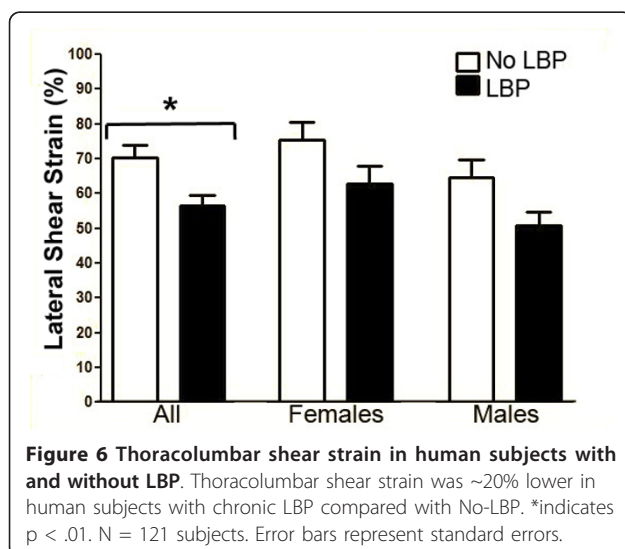 100
90
80
70
60
50
40
30
20
10
0
Lateral Shear Strain (%)
*
No LBP
LBP
All Females Males
Figure 6 Thoracolumbar shear strain in human subjects with
and without LBP. Thoracolumbar shear strain was ~20% lower in
human subjects with chronic LBP compared with No-LBP. *indicates
p < .01. N = 121 subjects. Error bars represent standard errors.